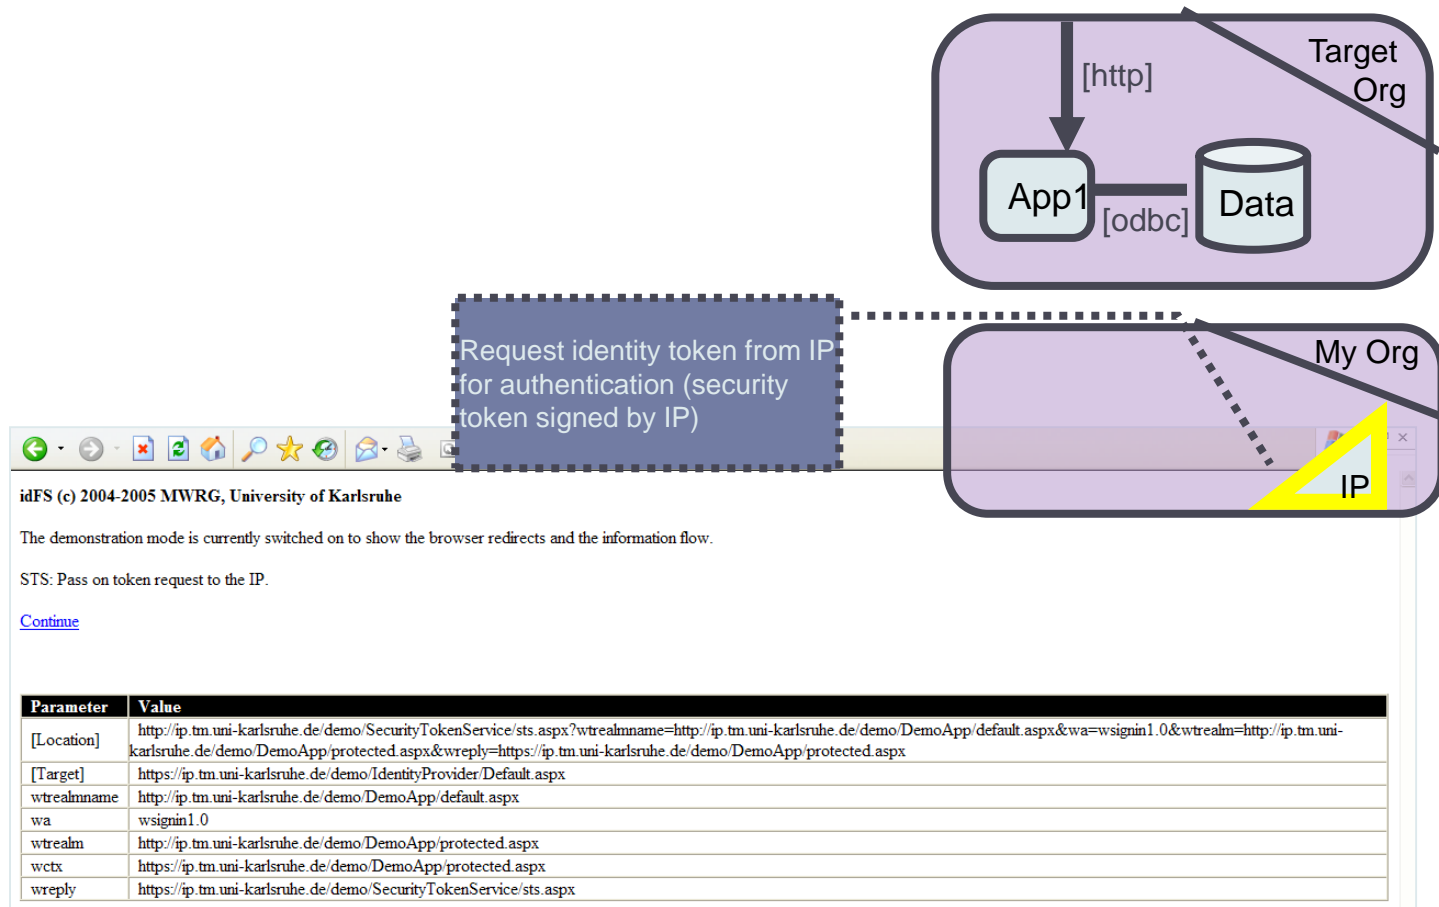 Target
Org
[http]
App1
[odbc]
Data
Request identity token from IP
for authentication (security
token signed by IP)
My Org
IP
idFS (c) 2004-2005 MWRG, University of Karlsruhe
The demonstration mode is currently switched on to show the browser redirects and the information flow.
STS: Pass on token request to the IP.
Continue
Parameter Value
[Location] http://ip.tm.uni-karlsruhe.de/demo/SecurityTokenService/sts.aspx?wtrealmname=http://ip.tm.uni-karlsruhe.de/demo/DemoApp/default.aspx&wa=wsignin1.0&wtrealm=http://ip.tm.uni-
karlsruhe.de/demo/DemoApp/protected.aspx&wreply=https://ip.tm.uni-karlsruhe.de/demo/DemoApp/protected.aspx
[Target] https://ip.tm.uni-karlsruhe.de/demo/IdentityProvider/Default.aspx
wtrealmname http://ip.tm.uni-karlsruhe.de/demo/DemoApp/default.aspx
wa wsignin1.0
wtrealm http://ip.tm.uni-karlsruhe.de/demo/DemoApp/protected.aspx
wctx https://ip.tm.uni-karlsruhe.de/demo/DemoApp/protected.aspx
wreply https://ip.tm.uni-karlsruhe.de/demo/SecurityTokenService/sts.aspx